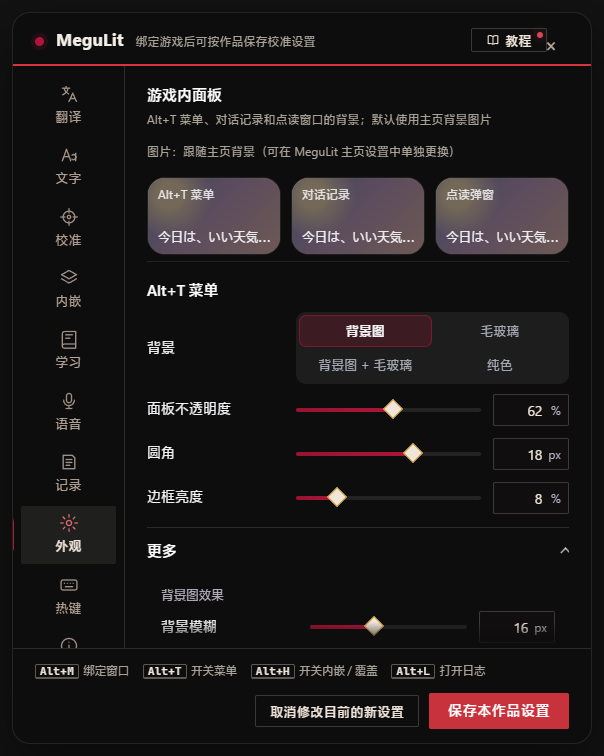 MeguLit 绑定游戏后可按作品保存校准设置 教程
翻译
文字
校准
内嵌
学习
语音
记录
外观
热键
游戏内面板
Alt+T 菜单、对话记录和点读窗口的背景；默认使用主页背景图片
图片：跟随主页背景（可在 MeguLit 主页设置中单独更换）
Alt+T 菜单
今日は、いい天気...
对话记录
今日は、いい天気...
点读弹窗
今日は、いい天気...
Alt+T 菜单
背景
背景图 毛玻璃
背景图 + 毛玻璃 纯色
面板不透明度 62 %
圆角 18 px
边框亮度 8 %
更多
背景图效果
背景模糊 16 px
Alt+M 绑定窗口 Alt+T 开关菜单 Alt+H 开关内嵌 / 覆盖 Alt+L 打开日志
取消修改目前的新设置 保存本作品设置